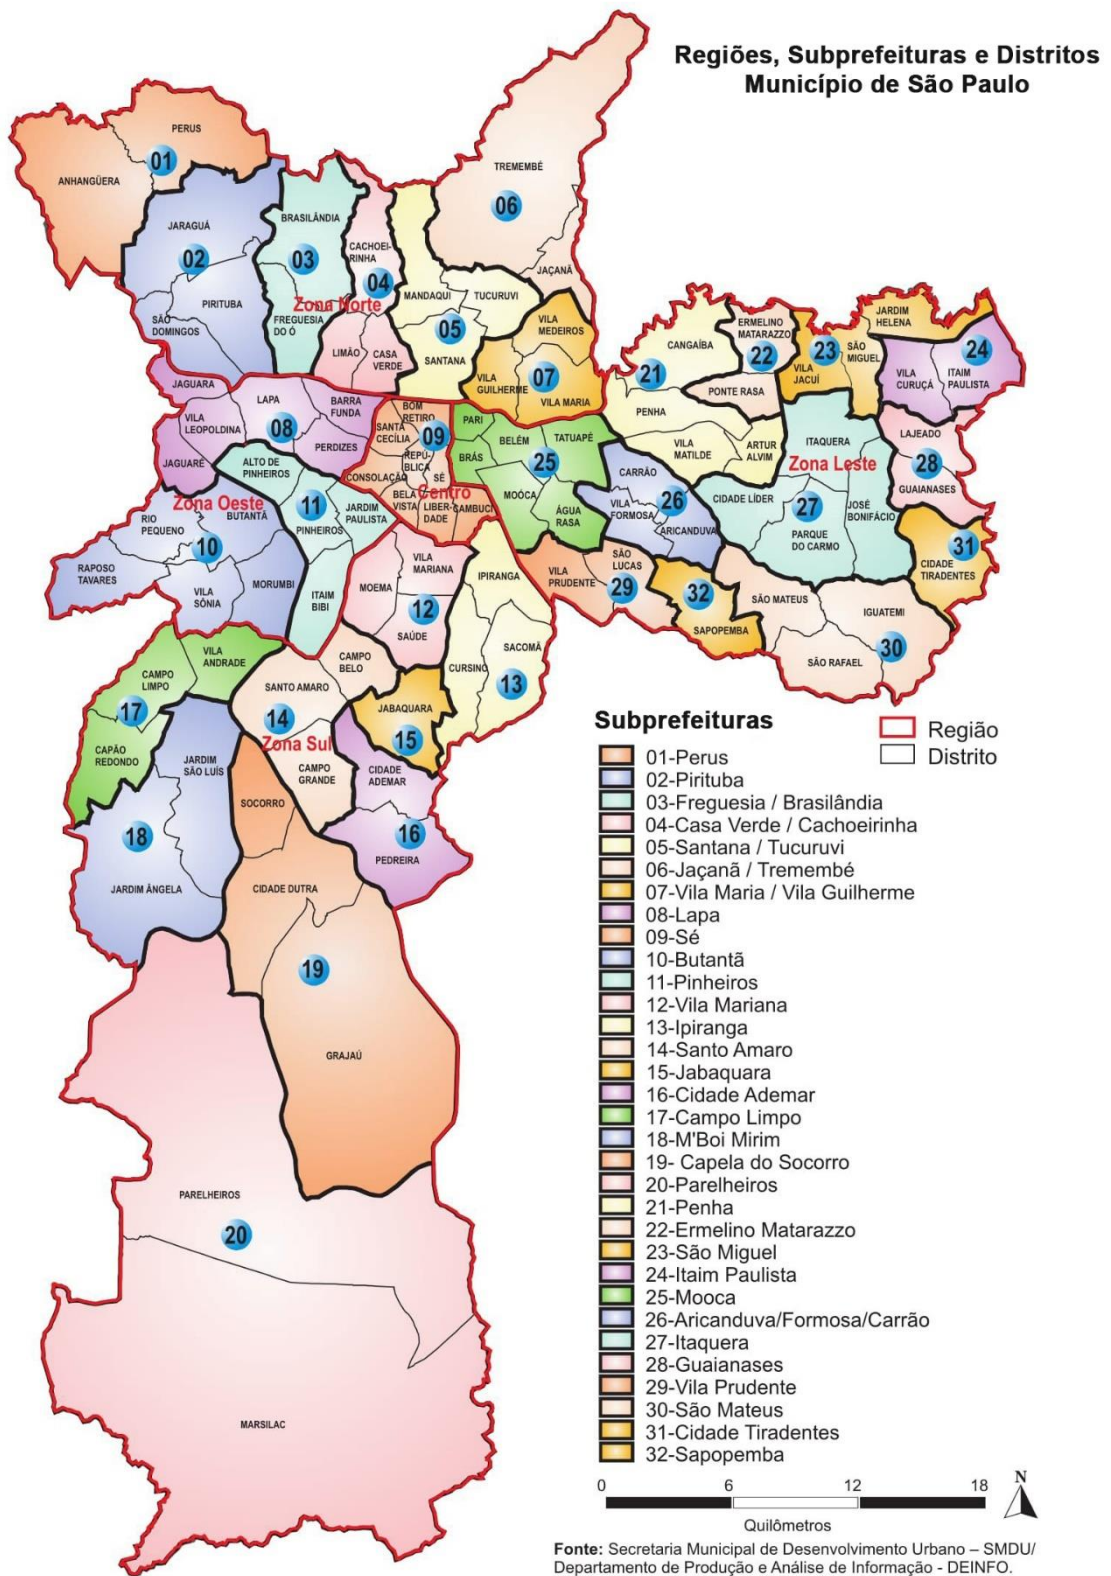 Regiões, Subprefeituras e Distritos
Município de São Paulo
PERUS
01
ANHANGÜERA
TREMEMBÉ
06
JAÇANÃ
JARAGUÁ
02
PIRITUBA
SÃO
DOMINGOS
BRASILÂNDIA
03
Zona Norte
FREGUESIA
DO Ó
CACHOEI-
RINHA
04
LIMÃO
CASA
VERDE
MANDAQUI
TUCURUVI
05
SANTANA
VILA
MEDEIROS
VILA
GUILHERME
07
VILA MARIA
CANGAÍBA
21
PENHA
VILA
MATILDE
ARTUR
ALVIM
ERMELINO
MATARAZZO
22
PONTE RASA
JARDIM
HELENA
23
SÃO
MIGUEL
VILA
JACUÍ
24
VILA
CURUÇÁ
ITAIM
PAULISTA
JAGUARA
VILA
LEOPOLDINA
LAPA
08
BARRA
FUNDA
PERDIZES
JAGUARÉ
BOM
RETIRO
SANTA
CECÍLIA
09
REPÚ-
BLICA
SÉ
CONSOLAÇÃO
Centro
BELA
VISTA
LIBER-
DADE
CAMBUCI
PARI
BELÉM
TATUAPÉ
BRÁS
25
MOÓCA
ÁGUA
RASA
CARRÃO
26
VILA
FORMOSA
ARICANDUVA
ITAQUERA
Zona Leste
CIDADE LÍDER
27
JOSÉ
BONIFÁCIO
PARQUE
DO CARMO
LAJEADO
28
GUAIANASES
31
CIDADE
TIRADENTES
ALTO DE
PINHEIROS
11
JARDIM
PAULISTA
PINHEIROS
ITAIM
BIBI
Zona Oeste
RIO
PEQUENO
BUTANTÃ
10
RAPOSO
TAVARES
VILA
SÔNIA
MORUMBI
MOEMA
VILA
MARIANA
12
SAÚDE
IPIRANGA
SACOMÃ
CURSINO
13
VILA
PRUDENTE
SÃO
LUCAS
29
32
SAPOPEMBA
SÃO MATEUS
IGUATEMI
SÃO RAFAEL
30
VILA
ANDRADE
CAMPO
LIMPO
17
CAPÃO
REDONDO
CAMPO
BELO
SANTO AMARO
14
Zona Sul
CAMPO
GRANDE
JABAQUARA
15
CIDADE
ADEMAR
16
PEDREIRA
JARDIM
SÃO LUÍS
18
JARDIM ÂNGELA
SOCORRO
CIDADE DUTRA
19
GRAJAÚ
PARELHEIROS
20
MARSILAC
Subprefeituras
Região
Distrito
01-Perus
02-Pirituba
03-Freguesia / Brasilândia
04-Casa Verde / Cachoeirinha
05-Santana / Tucuruvi
06-Jaçanã / Tremembé
07-Vila Maria / Vila Guilherme
08-Lapa
09-Sé
10-Butantã
11-Pinheiros
12-Vila Mariana
13-Ipiranga
14-Santo Amaro
15-Jabaquara
16-Cidade Ademar
17-Campo Limpo
18-M'Boi Mirim
19- Capela do Socorro
20-Parelheiros
21-Penha
22-Ermelino Matarazzo
23-São Miguel
24-Itaim Paulista
25-Mooca
26-Aricanduva/Formosa/Carrão
27-Itaquera
28-Guaianases
29-Vila Prudente
30-São Mateus
31-Cidade Tiradentes
32-Sapopemba
0 6 12 18
N
Quilômetros
Fonte: Secretaria Municipal de Desenvolvimento Urbano – SMDU/
Departamento de Produção e Análise de Informação - DEINFO.